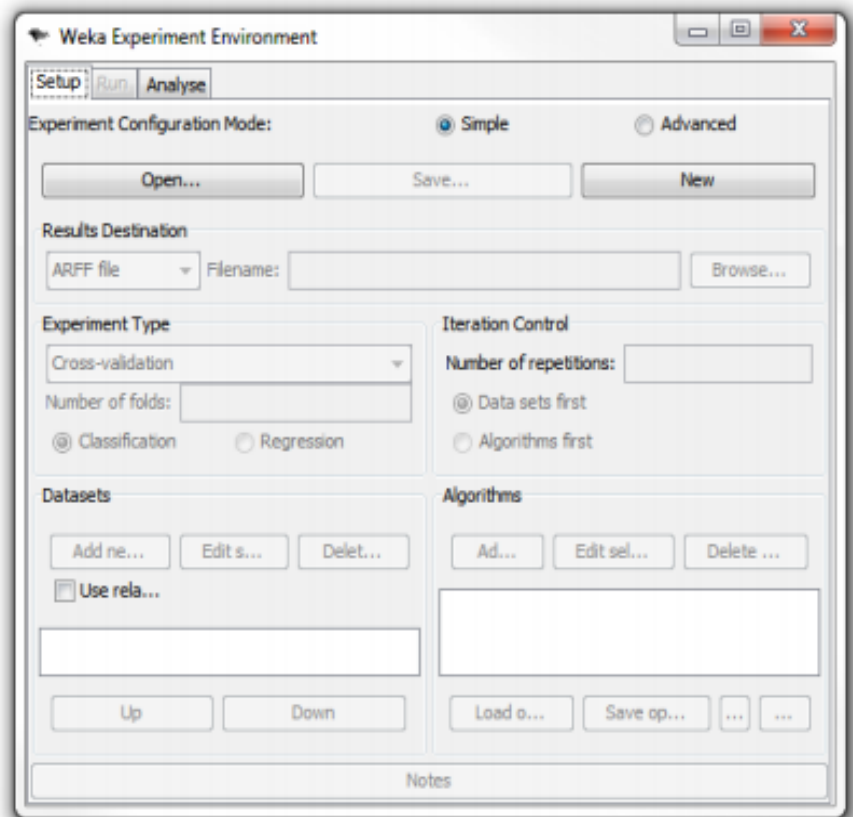 Weka Experiment Environment
Setup Run Analyse
Experiment Configuration Mode: Simple Advanced
Open... Save... New
Results Destination
ARFF file Filename: Browse...
Experiment Type
Cross-validation
Number of folds:
Classification Regression
Iteration Control
Number of repetitions:
Data sets first
Algorithms first
Datasets
Add ne... Edit s... Delet...
Use rela...
Up Down
Algorithms
Ad... Edit sel... Delete ...
Load o... Save op... ... ...
Notes